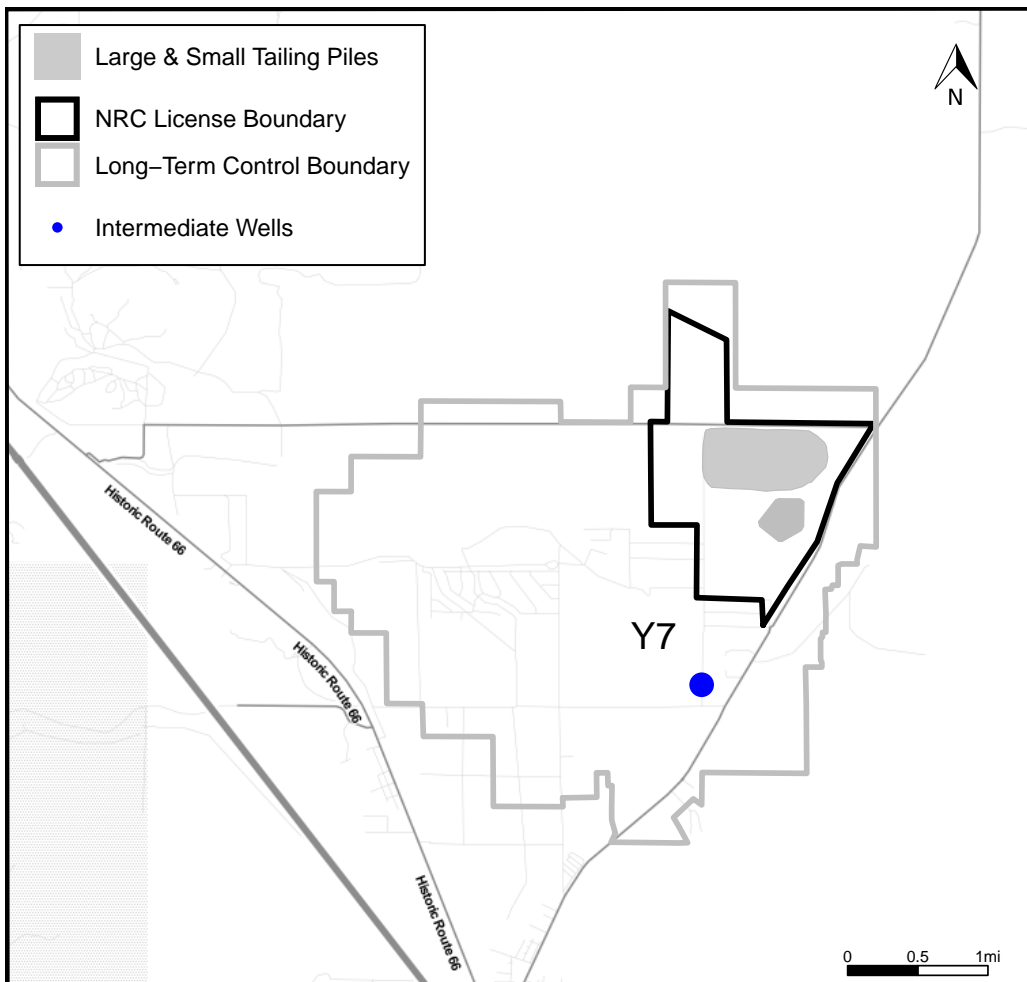 Large & Small Tailing Piles
NRC License Boundary
Long−Term Control Boundary
Intermediate Wells
N
Historic Route 66
Historic Route 66
Y7
Historic Route 66
0 0.5 1mi